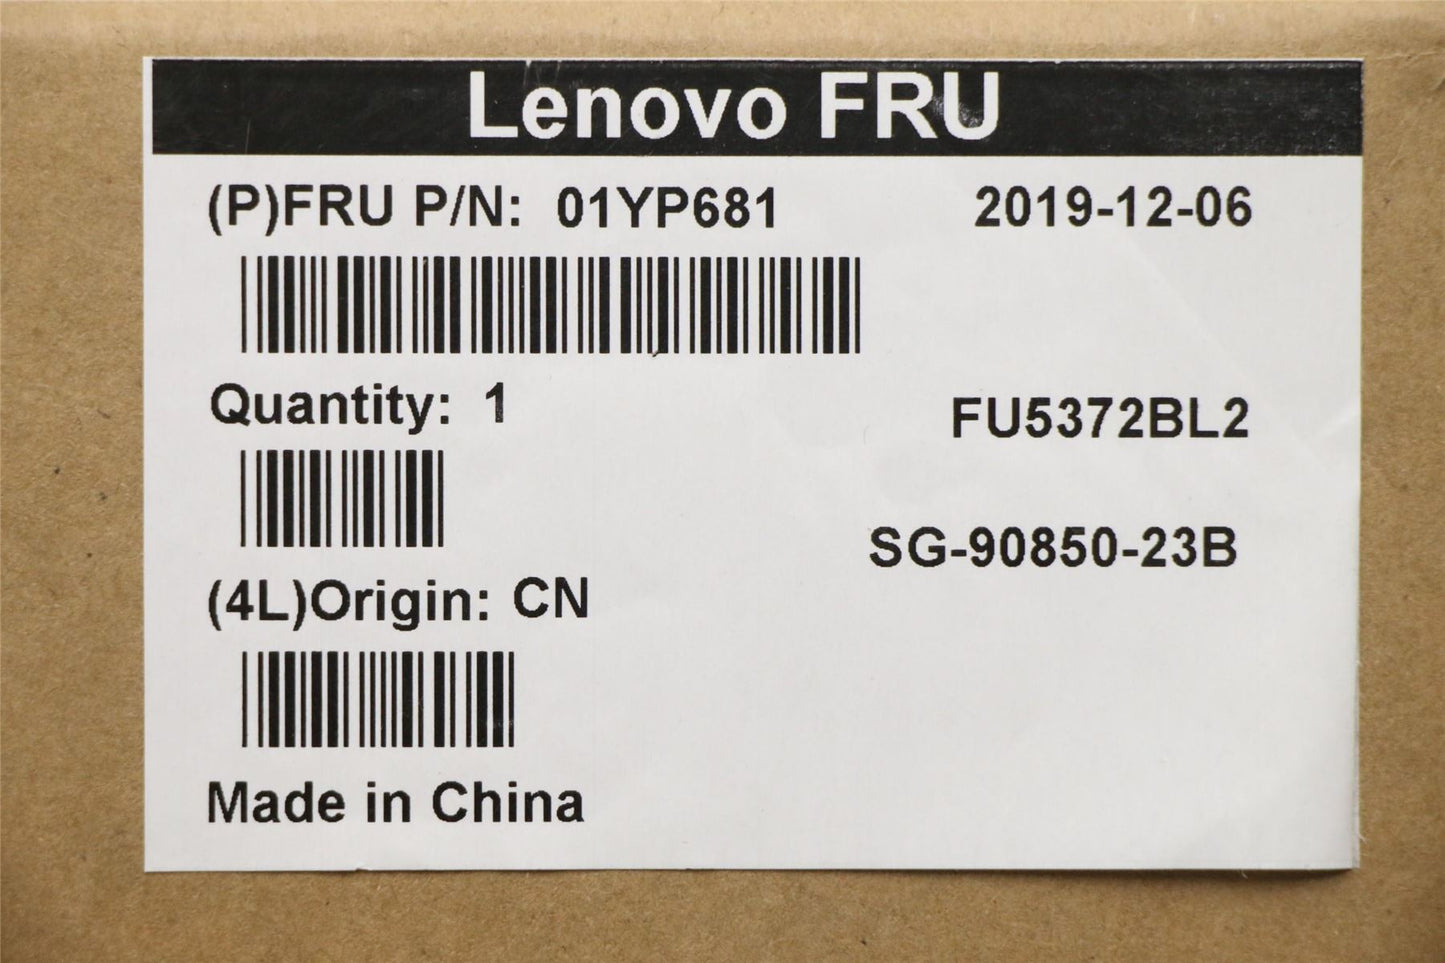 Lenovo FRU
(P)FRU P/N: 01YP681 2019-12-06
Quantity: 1 FU5372BL2
SG-90850-23B
(4L)Origin: CN
Made in China